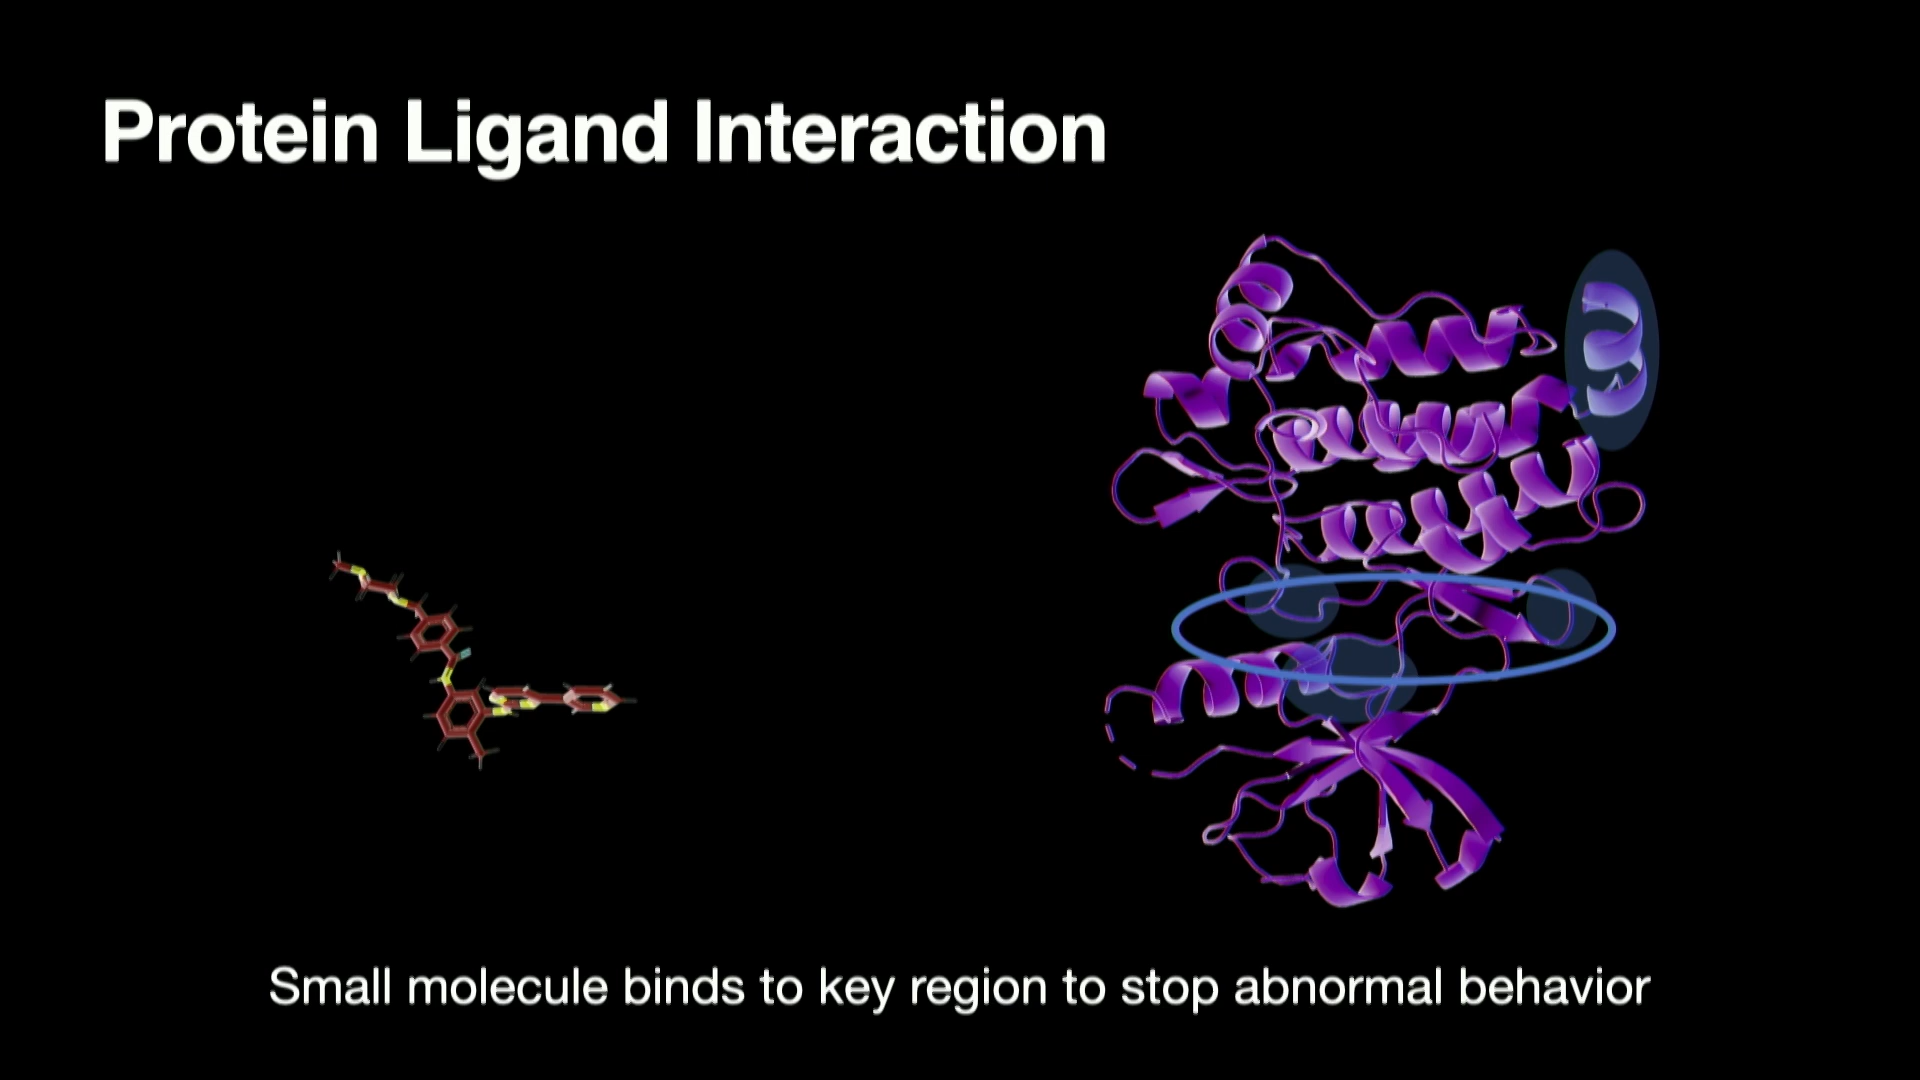 Protein Ligand Interaction
Small molecule binds to key region to stop abnormal behavior